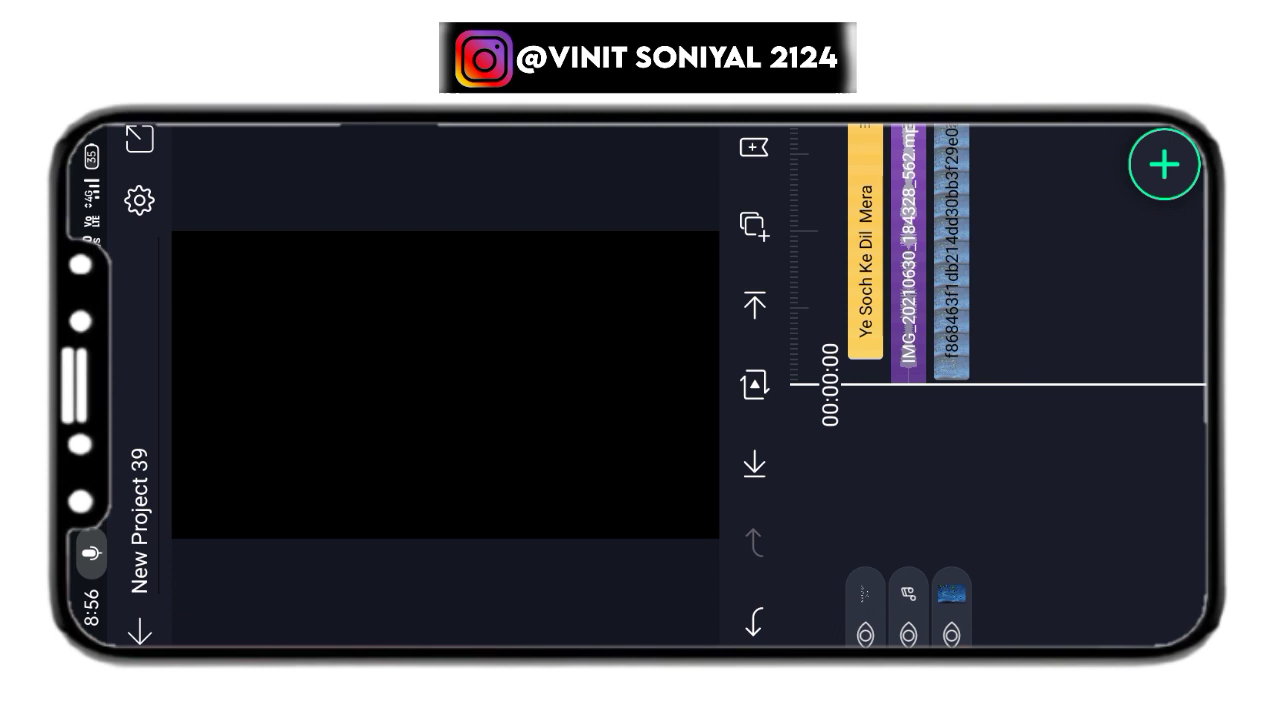 @VINIT SONIYAL 2124
8:56
35
New Project 39
00:00:00
Ye Soch Ke Dil Mera
IMG_20210630_184328_562.mp
f868463f1db214dd30bb3f29e0